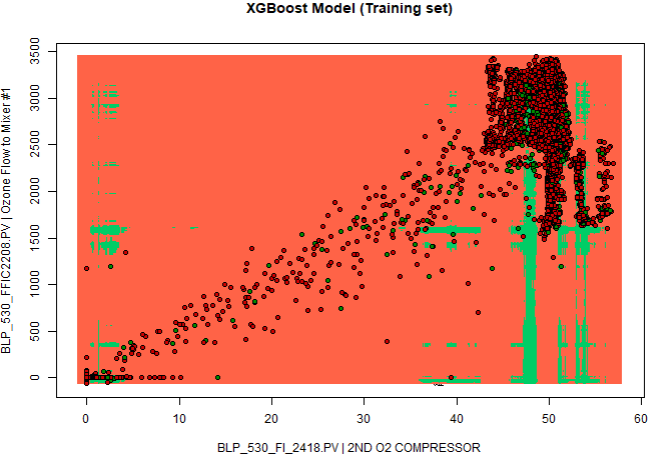 XGBoost Model (Training set)
BLP_530_FFIC2208.PV | Ozone Flow to Mixer #1
3500
3000
2500
2000
1500
1000
500
0
0 10 20 30 40 50 60
BLP_530_FI_2418.PV | 2ND O2 COMPRESSOR